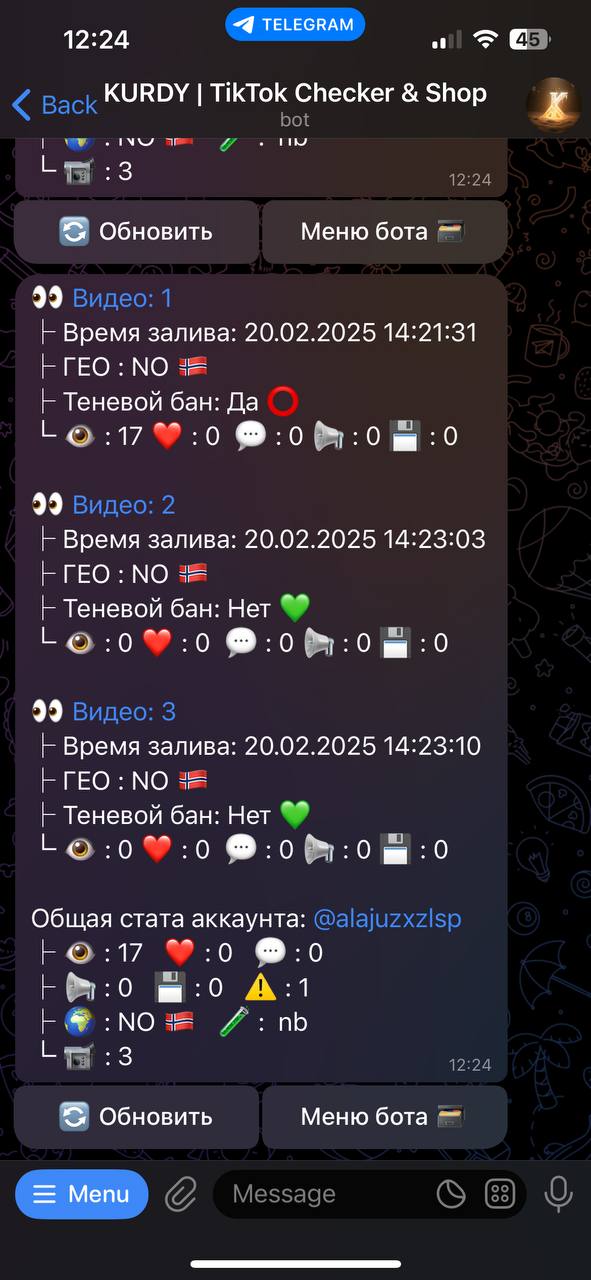 12:24
TELEGRAM
45
Back
KURDY | TikTok Checker & Shop
bot
: NO 🇳🇴 🧪 : nb
└ 📹 : 3
12:24
🔄 Обновить
Меню бота 🗃️
👀 Видео: 1
├ Время залива: 20.02.2025 14:21:31
├ ГЕО : NO 🇳🇴
├ Теневой бан: Да ⭕
└ 👁️ : 17 ❤️ : 0 💬 : 0 📢 : 0 💾 : 0
👀 Видео: 2
├ Время залива: 20.02.2025 14:23:03
├ ГЕО : NO 🇳🇴
├ Теневой бан: Нет 💚
└ 👁️ : 0 ❤️ : 0 💬 : 0 📢 : 0 💾 : 0
👀 Видео: 3
├ Время залива: 20.02.2025 14:23:10
├ ГЕО : NO 🇳🇴
├ Теневой бан: Нет 💚
└ 👁️ : 0 ❤️ : 0 💬 : 0 📢 : 0 💾 : 0
Общая стата аккаунта: @alajuzxzlsp
├ 👁️ : 17 ❤️ : 0 💬 : 0
├ 📢 : 0 💾 : 0 ⚠️ : 1
├ 🌍 : NO 🇳🇴 🧪 : nb
└ 📹 : 3
12:24
🔄 Обновить
Меню бота 🗃️
Menu
Message